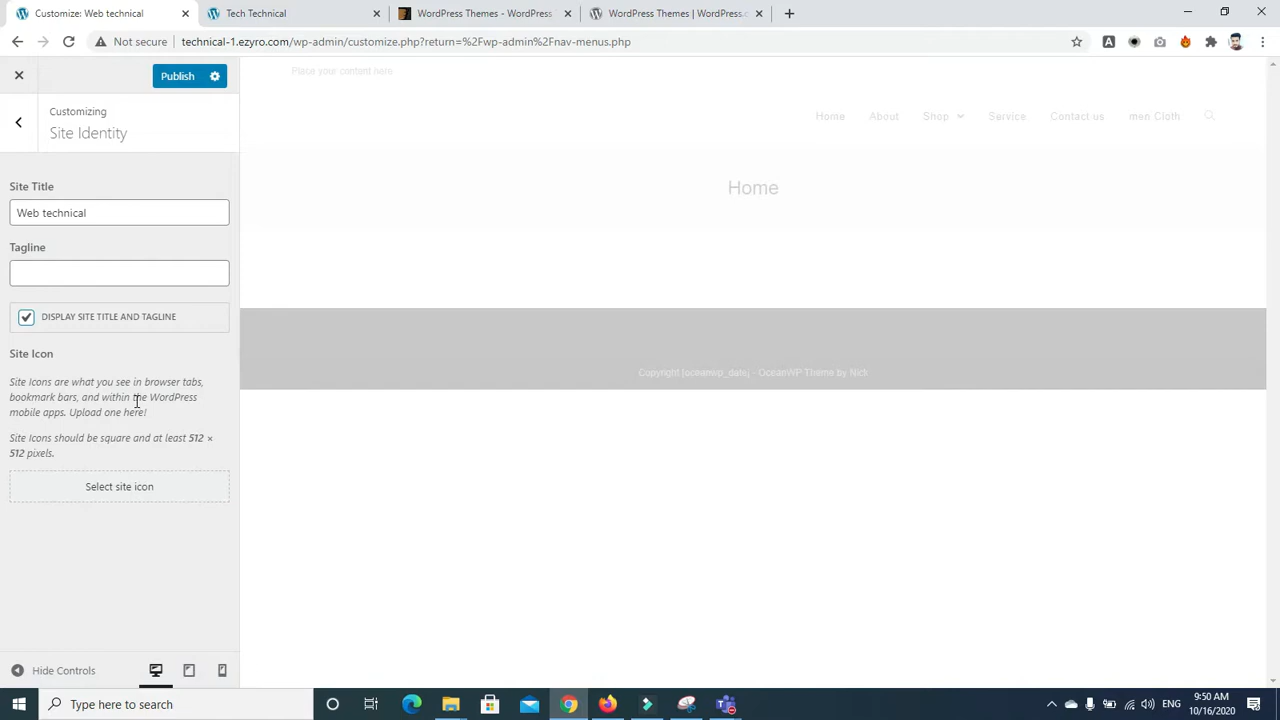 Customize: Web technical
Tech Technical
WordPress Themes - WordPress
WordPress Themes | WordPress.c
Not secure
technical-1.ezyro.com/wp-admin/customize.php?return=%2Fwp-admin%2Fnav-menus.php
Publish
Place your content here
Customizing
Site Identity
Home
About
Shop
Service
Contact us
men Cloth
Home
Site Title
Web technical
Tagline
DISPLAY SITE TITLE AND TAGLINE
Site Icon
Site Icons are what you see in browser tabs,
bookmark bars, and within the WordPress
mobile apps. Upload one here!
Site Icons should be square and at least 512 ×
512 pixels.
Select site icon
Copyright [oceanwp_date] - OceanWP Theme by Nick
Hide Controls
Type here to search
ENG
9:50 AM
10/16/2020